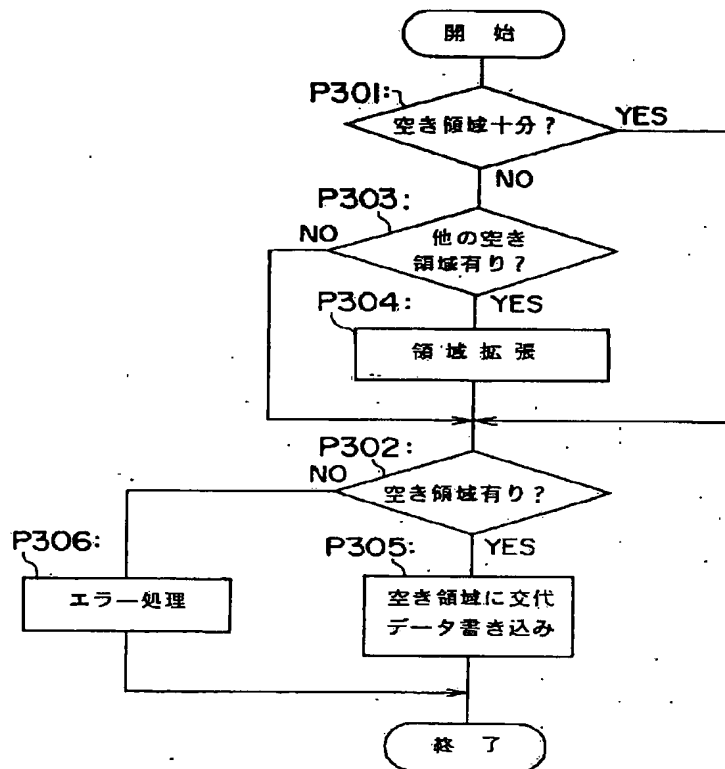 開始
P301:
空き領域十分?
YES
NO
P303:
NO
他の空き
領域有り?
P304:
YES
領域拡張
P302:
NO
空き領域有り?
P306:
P305:
YES
エラー処理
空き領域に交代
データ書き込み
終了